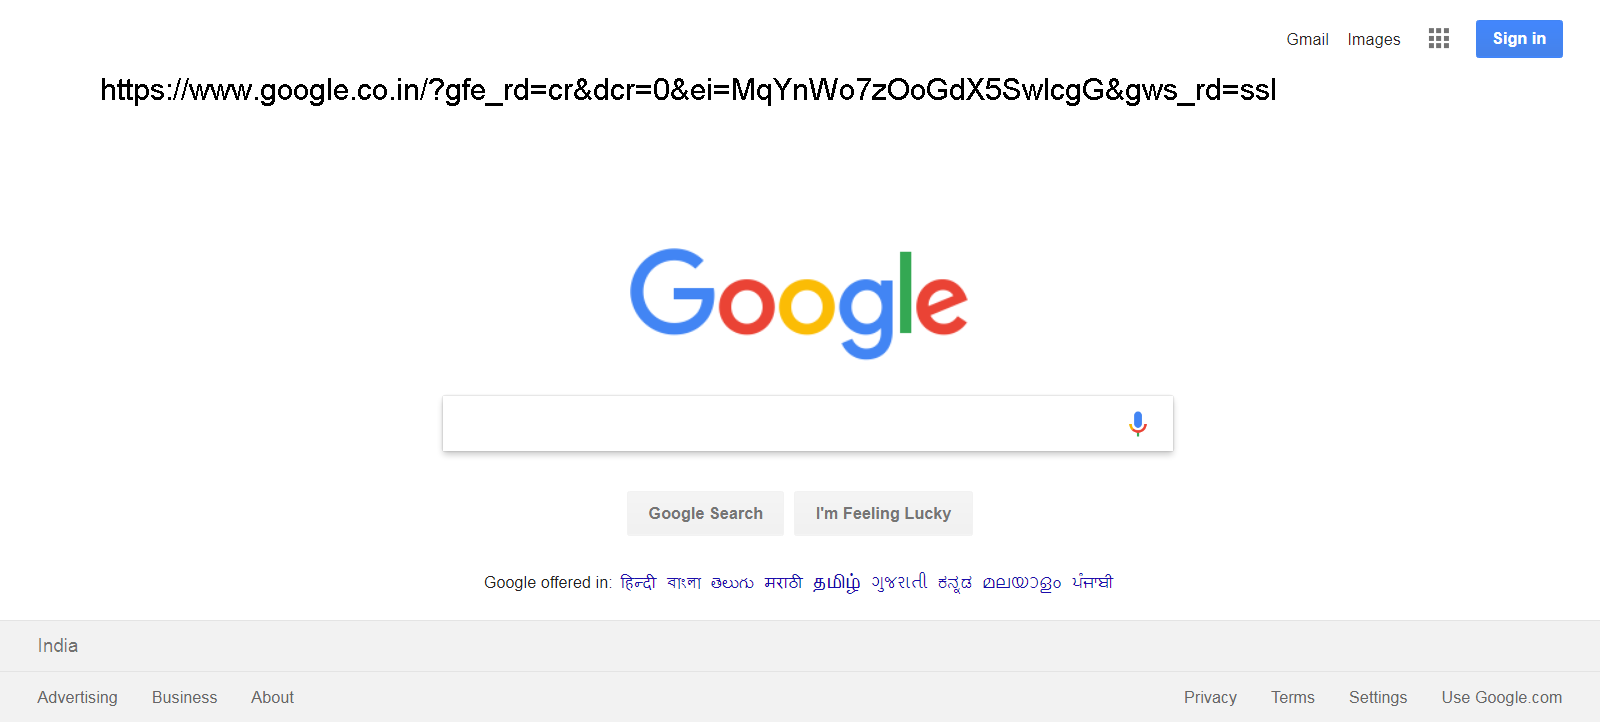 Gmail Images Sign in
https://www.google.co.in/?gfe_rd=cr&dcr=0&ei=MqYnWo7zOoGdX5SwlcgG&gws_rd=ssl
Google
Google Search I'm Feeling Lucky
Google offered in: हिन्दी বাংলা తెలుగు मराठी தமிழ் ગુજરાતી ಕನ್ನಡ മലയാളം ਪੰਜਾਬੀ
India
Advertising Business About Privacy Terms Settings Use Google.com